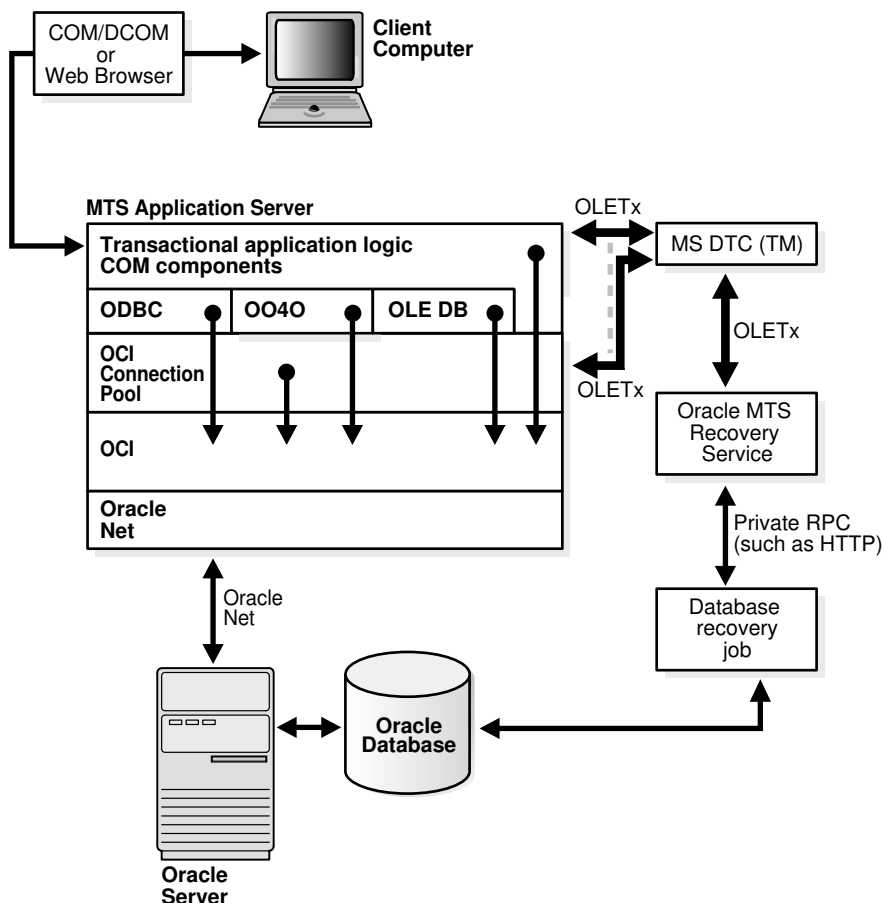 COM/DCOM
or
Web Browser
Client
Computer
MTS Application Server
OLETx
Transactional application logic
COM components
MS DTC (TM)
ODBC
OO4O
OLE DB
OLETx
OCI
Connection
Pool
OLETx
Oracle MTS
Recovery
Service
OCI
Oracle
Net
Private RPC
(such as HTTP)
Oracle
Net
Database
recovery
job
Oracle
Database
Oracle
Server